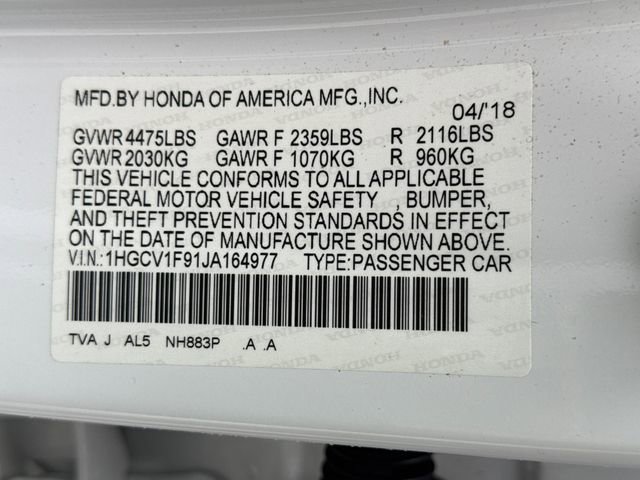 MFD.BY HONDA OF AMERICA MFG.,INC.
04/'18
GVWR 4475LBS GAWR F 2359LBS R 2116LBS
GVWR 2030KG GAWR F 1070KG R 960KG
THIS VEHICLE CONFORMS TO ALL APPLICABLE
FEDERAL MOTOR VEHICLE SAFETY , BUMPER,
AND THEFT PREVENTION STANDARDS IN EFFECT
ON THE DATE OF MANUFACTURE SHOWN ABOVE.
V.I.N.:1HGCV1F91JA164977 TYPE:PASSENGER CAR
TVA J AL5 NH883P .A .A